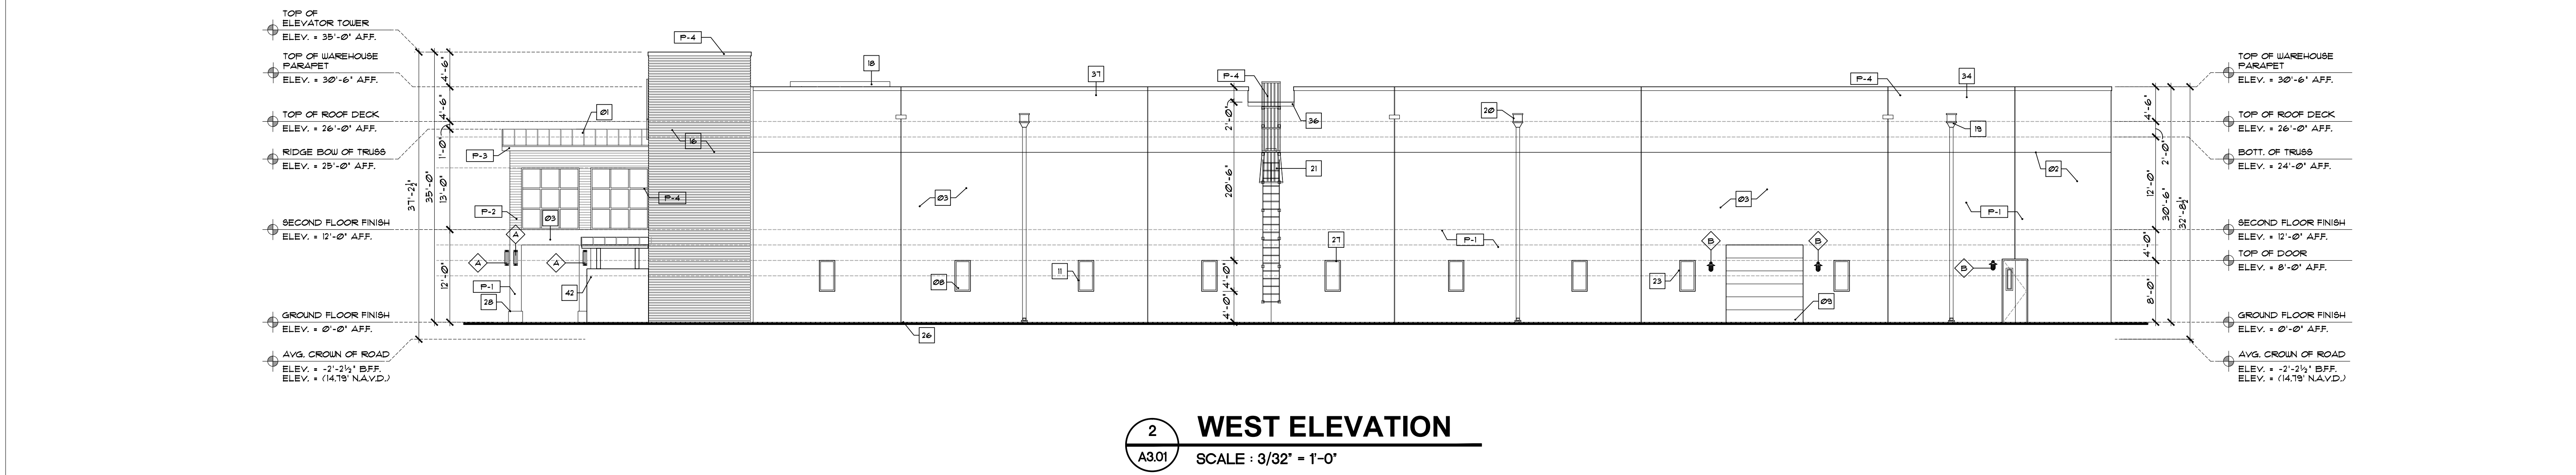 TOP OF
ELEVATOR TOWER
ELEV. = 35'-0" A.F.F.
TOP OF WAREHOUSE
PARAPET
ELEV. = 30'-6" A.F.F.
TOP OF ROOF DECK
ELEV. = 26'-0" A.F.F.
RIDGE BOW OF TRUSS
ELEV. = 25'-0" A.F.F.
SECOND FLOOR FINISH
ELEV. = 12'-0" A.F.F.
GROUND FLOOR FINISH
ELEV. = 0'-0" A.F.F.
AVG. CROWN OF ROAD
ELEV. = -2'-2½" B.F.F.
ELEV. = (14.79' N.A.V.D.)
37'-2½"
35'-0"
4'-6"
4'-6"
1'-0"
13'-0"
12'-0"
P-4
01
P-3
16
P-4
P-2
03
A
A
A
P-1
28
42
18
37
P-4
2'-0"
36
20'-6"
21
03
27
11
08
4'-0"
4'-0"
26
20
P-1
03
23
B
B
09
P-4
34
19
02
P-1
B
4'-6"
2'-0"
12'-0"
4'-0"
8'-0"
30'-6"
32'-8½"
TOP OF WAREHOUSE
PARAPET
ELEV. = 30'-6" A.F.F.
TOP OF ROOF DECK
ELEV. = 26'-0" A.F.F.
BOTT. OF TRUSS
ELEV. = 24'-0" A.F.F.
SECOND FLOOR FINISH
ELEV. = 12'-0" A.F.F.
TOP OF DOOR
ELEV. = 8'-0" A.F.F.
GROUND FLOOR FINISH
ELEV. = 0'-0" A.F.F.
AVG. CROWN OF ROAD
ELEV. = -2'-2½" B.F.F.
ELEV. = (14.79' N.A.V.D.)
2
A3.01
WEST ELEVATION
SCALE : 3/32" = 1'-0"